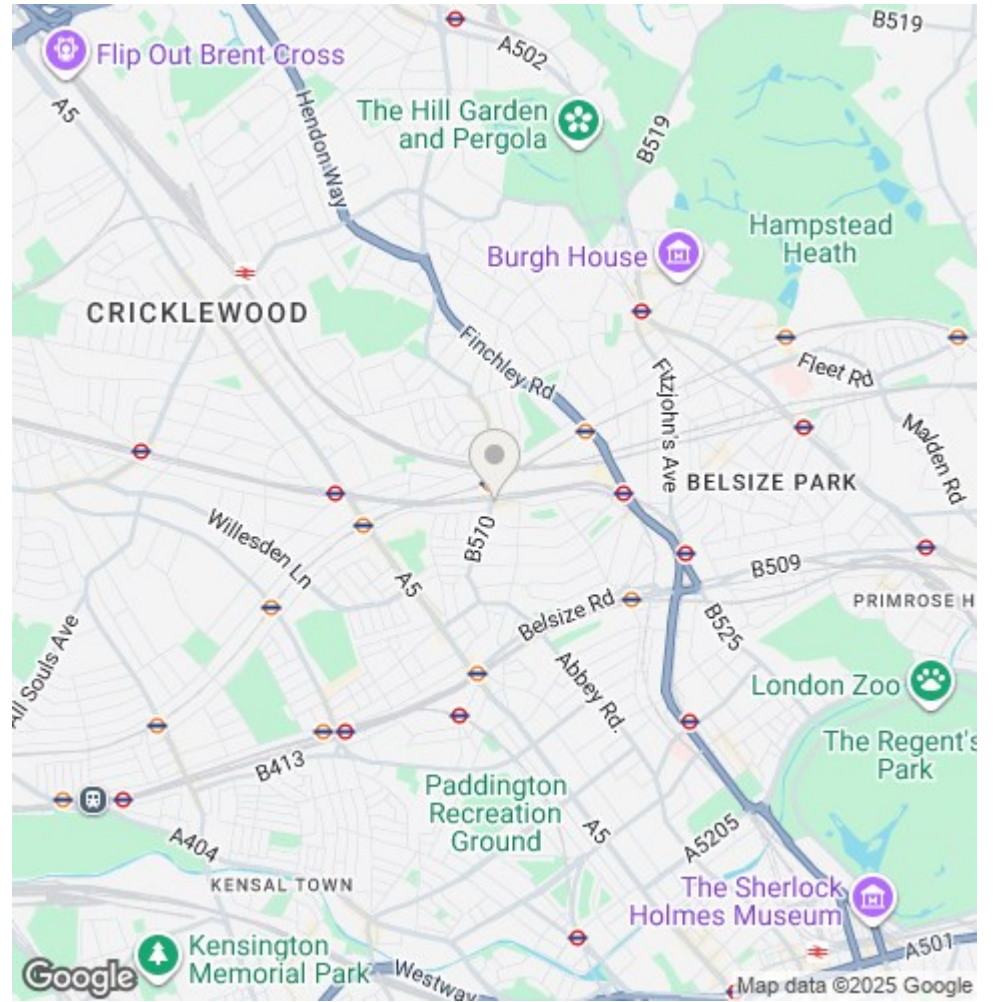 B519
A502
Flip Out Brent Cross
A5
Hendon Way
The Hill Garden
and Pergola
B519
Hampstead
Heath
Burgh House
CRICKLEWOOD
Finchley Rd
Fitzjohn's Ave
Fleet Rd
Malden Rd
BELSIZE PARK
Willesden Ln
B570
A5
B509
Belsize Rd
B525
PRIMROSE H
All Souls Ave
Abbey Rd.
London Zoo
The Regent's
Park
B413
Paddington
Recreation
Ground
A5
A5205
A404
KENSAL TOWN
The Sherlock
Holmes Museum
A501
Kensington
Memorial Park
Westway
Google
Map data ©2025 Google